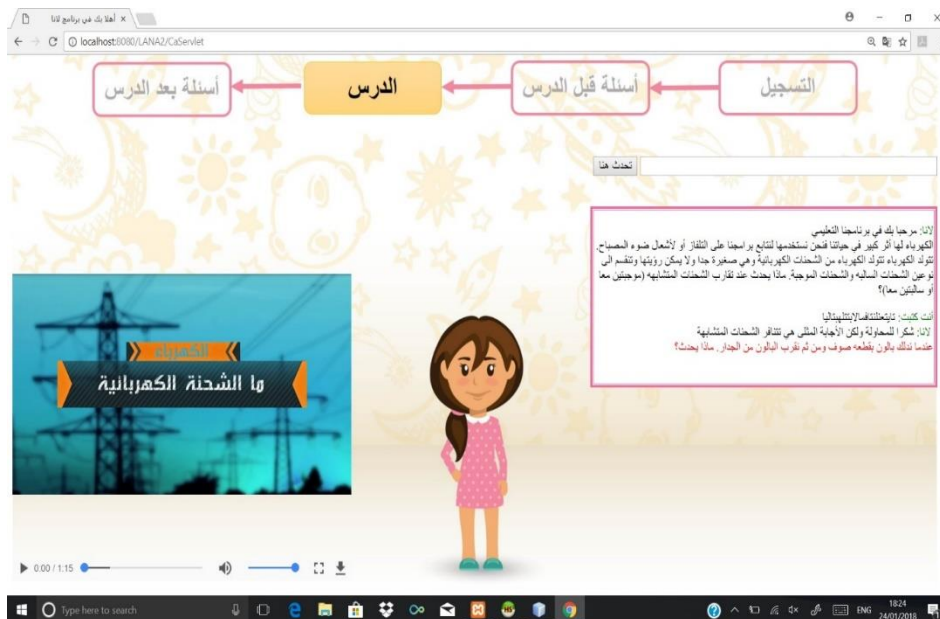 أهلا بك في برنامج لانا
localhost:8080/LANA2/CaServlet
التسجيل
أسئلة قبل الدرس
الدرس
أسئلة بعد الدرس
تحدث هنا
لانا: مرحبا بك في برنامجنا التعليمي
الكهرباء لها أثر كبير في حياتنا فنحن نستخدمها لنتابع برامجنا على التلفاز أو لأشعال ضوء المصباح.
تتولد الكهرباء تتولد الكهرباء من الشحنات الكهربائية وهي صغيرة جدا ولا يمكن رؤيتها وتنقسم الى
نوعين الشحنات السالبه والشحنات الموجبة. ماذا يحدث عند تقارب الشحنات المتشابهه (موجبتين معا
أو سالبتين معا)؟
أنت كتبت:
لانا: شكرا للمحاولة ولكن الأجابة المثلى هي تتنافر الشحنات المتشابهة
عندما ندلك بالون بقطعه صوف ومن ثم نقرب البالون من الجدار. ماذا يحدث؟
الكهرباء
ما الشحنة الكهربائية
0:00 / 1:15
Type here to search
ENG
18:24
24/01/2018